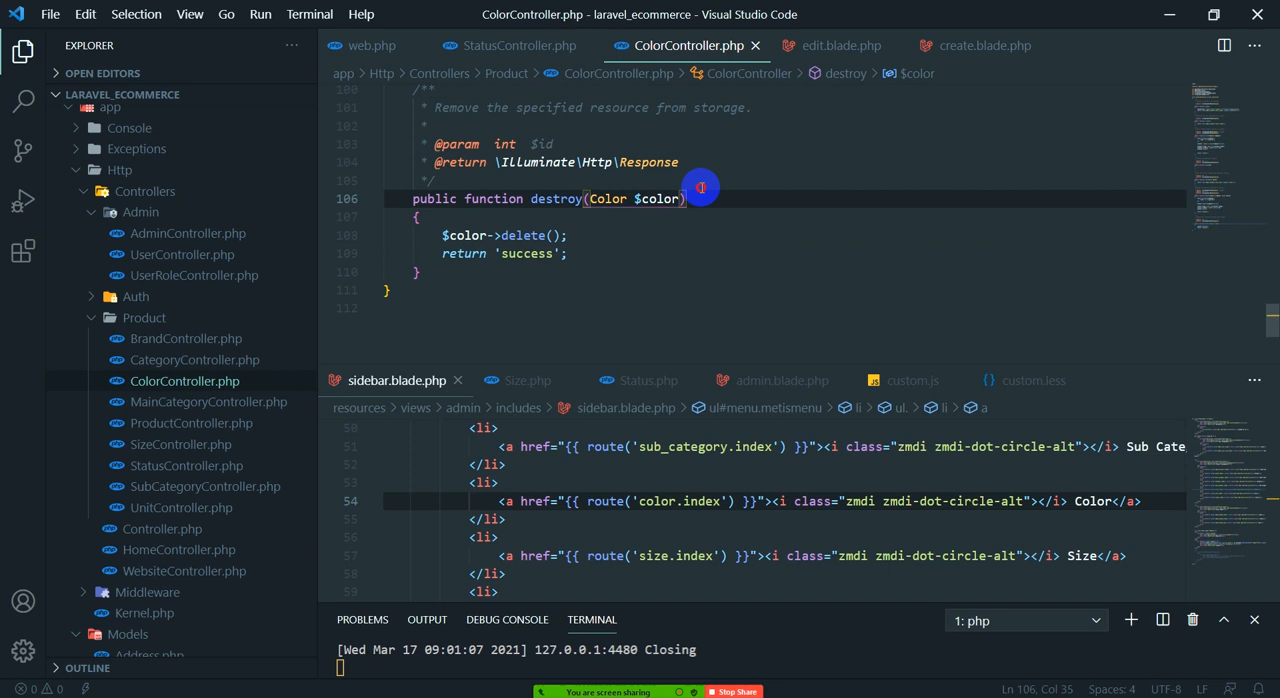 File Edit Selection View Go Run Terminal Help ColorController.php - laravel_ecommerce - Visual Studio Code
EXPLORER
OPEN EDITORS
LARAVEL_ECOMMERCE
app
Console
Exceptions
Http
Controllers
Admin
AdminController.php
UserController.php
UserRoleController.php
Auth
Product
BrandController.php
CategoryController.php
ColorController.php
MainCategoryController.php
ProductController.php
SizeController.php
StatusController.php
SubCategoryController.php
UnitController.php
Controller.php
HomeController.php
WebsiteController.php
Middleware
Kernel.php
Models
Address.php
OUTLINE
web.php StatusController.php ColorController.php edit.blade.php create.blade.php
app > Http > Controllers > Product > ColorController.php > ColorController > destroy > $color
100 /**
101 * Remove the specified resource from storage.
102 *
103 * @param int $id
104 * @return \Illuminate\Http\Response
105 */
106 public function destroy(Color $color)
107 {
108 $color->delete();
109 return 'success';
110 }
111 }
112
sidebar.blade.php Size.php Status.php admin.blade.php JS custom.js {} custom.less
resources > views > admin > includes > sidebar.blade.php > ul#menu.metismenu > li > ul. > li > a
50 <li>
51 <a href="{{ route('sub_category.index') }}"><i class="zmdi zmdi-dot-circle-alt"></i> Sub Cate
52 </li>
53 <li>
54 <a href="{{ route('color.index') }}"><i class="zmdi zmdi-dot-circle-alt"></i> Color</a>
55 </li>
56 <li>
57 <a href="{{ route('size.index') }}"><i class="zmdi zmdi-dot-circle-alt"></i> Size</a>
58 </li>
59 <li>
PROBLEMS OUTPUT DEBUG CONSOLE TERMINAL 1: php
[Wed Mar 17 09:01:07 2021] 127.0.0.1:4480 Closing
0 0 You are screen sharing Stop Share Ln 106, Col 35 Spaces: 4 UTF-8 LF